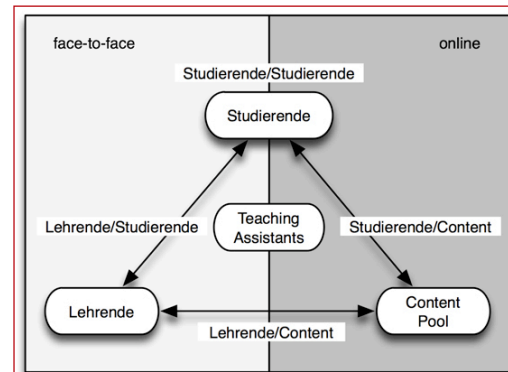 face-to-face
online
Studierende/Studierende
Studierende
Lehrende/Studierende
Teaching
Assistants
Studierende/Content
Lehrende
Content
Pool
Lehrende/Content